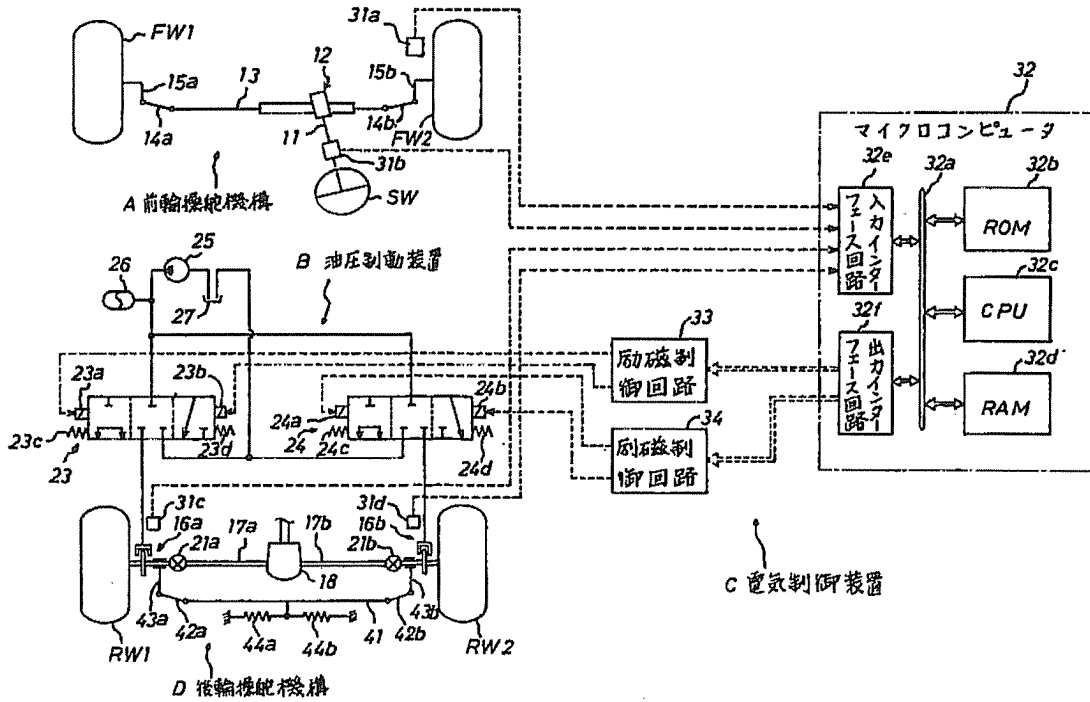 FW1
31a
12
15a
13
15b
14a
11
14b
FW2
31b
SW
A 前輪操舵機構
32
マイクロコンピュータ
32e
32a
32b
入力インターフェース回路
ROM
32c
CPU
32f
出力インターフェース回路
32d
RAM
25
26
27
B 油圧制動装置
33
励磁制
御回路
34
励磁制
御回路
23a
23b
23c
23d
23
24a
24b
24
24c
24d
31c
31d
16a
16b
21a
17a
17b
21b
18
43a
42a
44a
44b
41
42b
43b
RW1
RW2
C 電気制御装置
D 後輪操舵機構